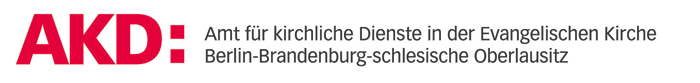 AKD:
Amt für kirchliche Dienste in der Evangelischen Kirche
Berlin-Brandenburg-schlesische Oberlausitz